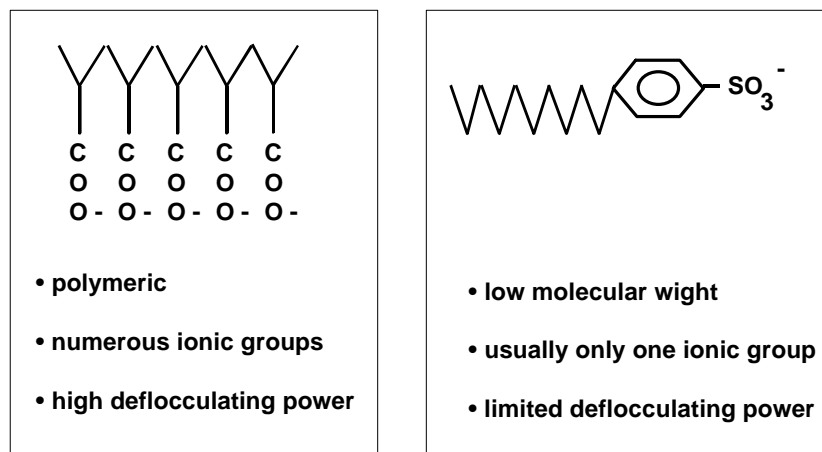 C C C C C
O O O O O
O - O - O - O - O -
• polymeric
• numerous ionic groups
• high deflocculating power
SO3 -
• low molecular wight
• usually only one ionic group
• limited deflocculating power